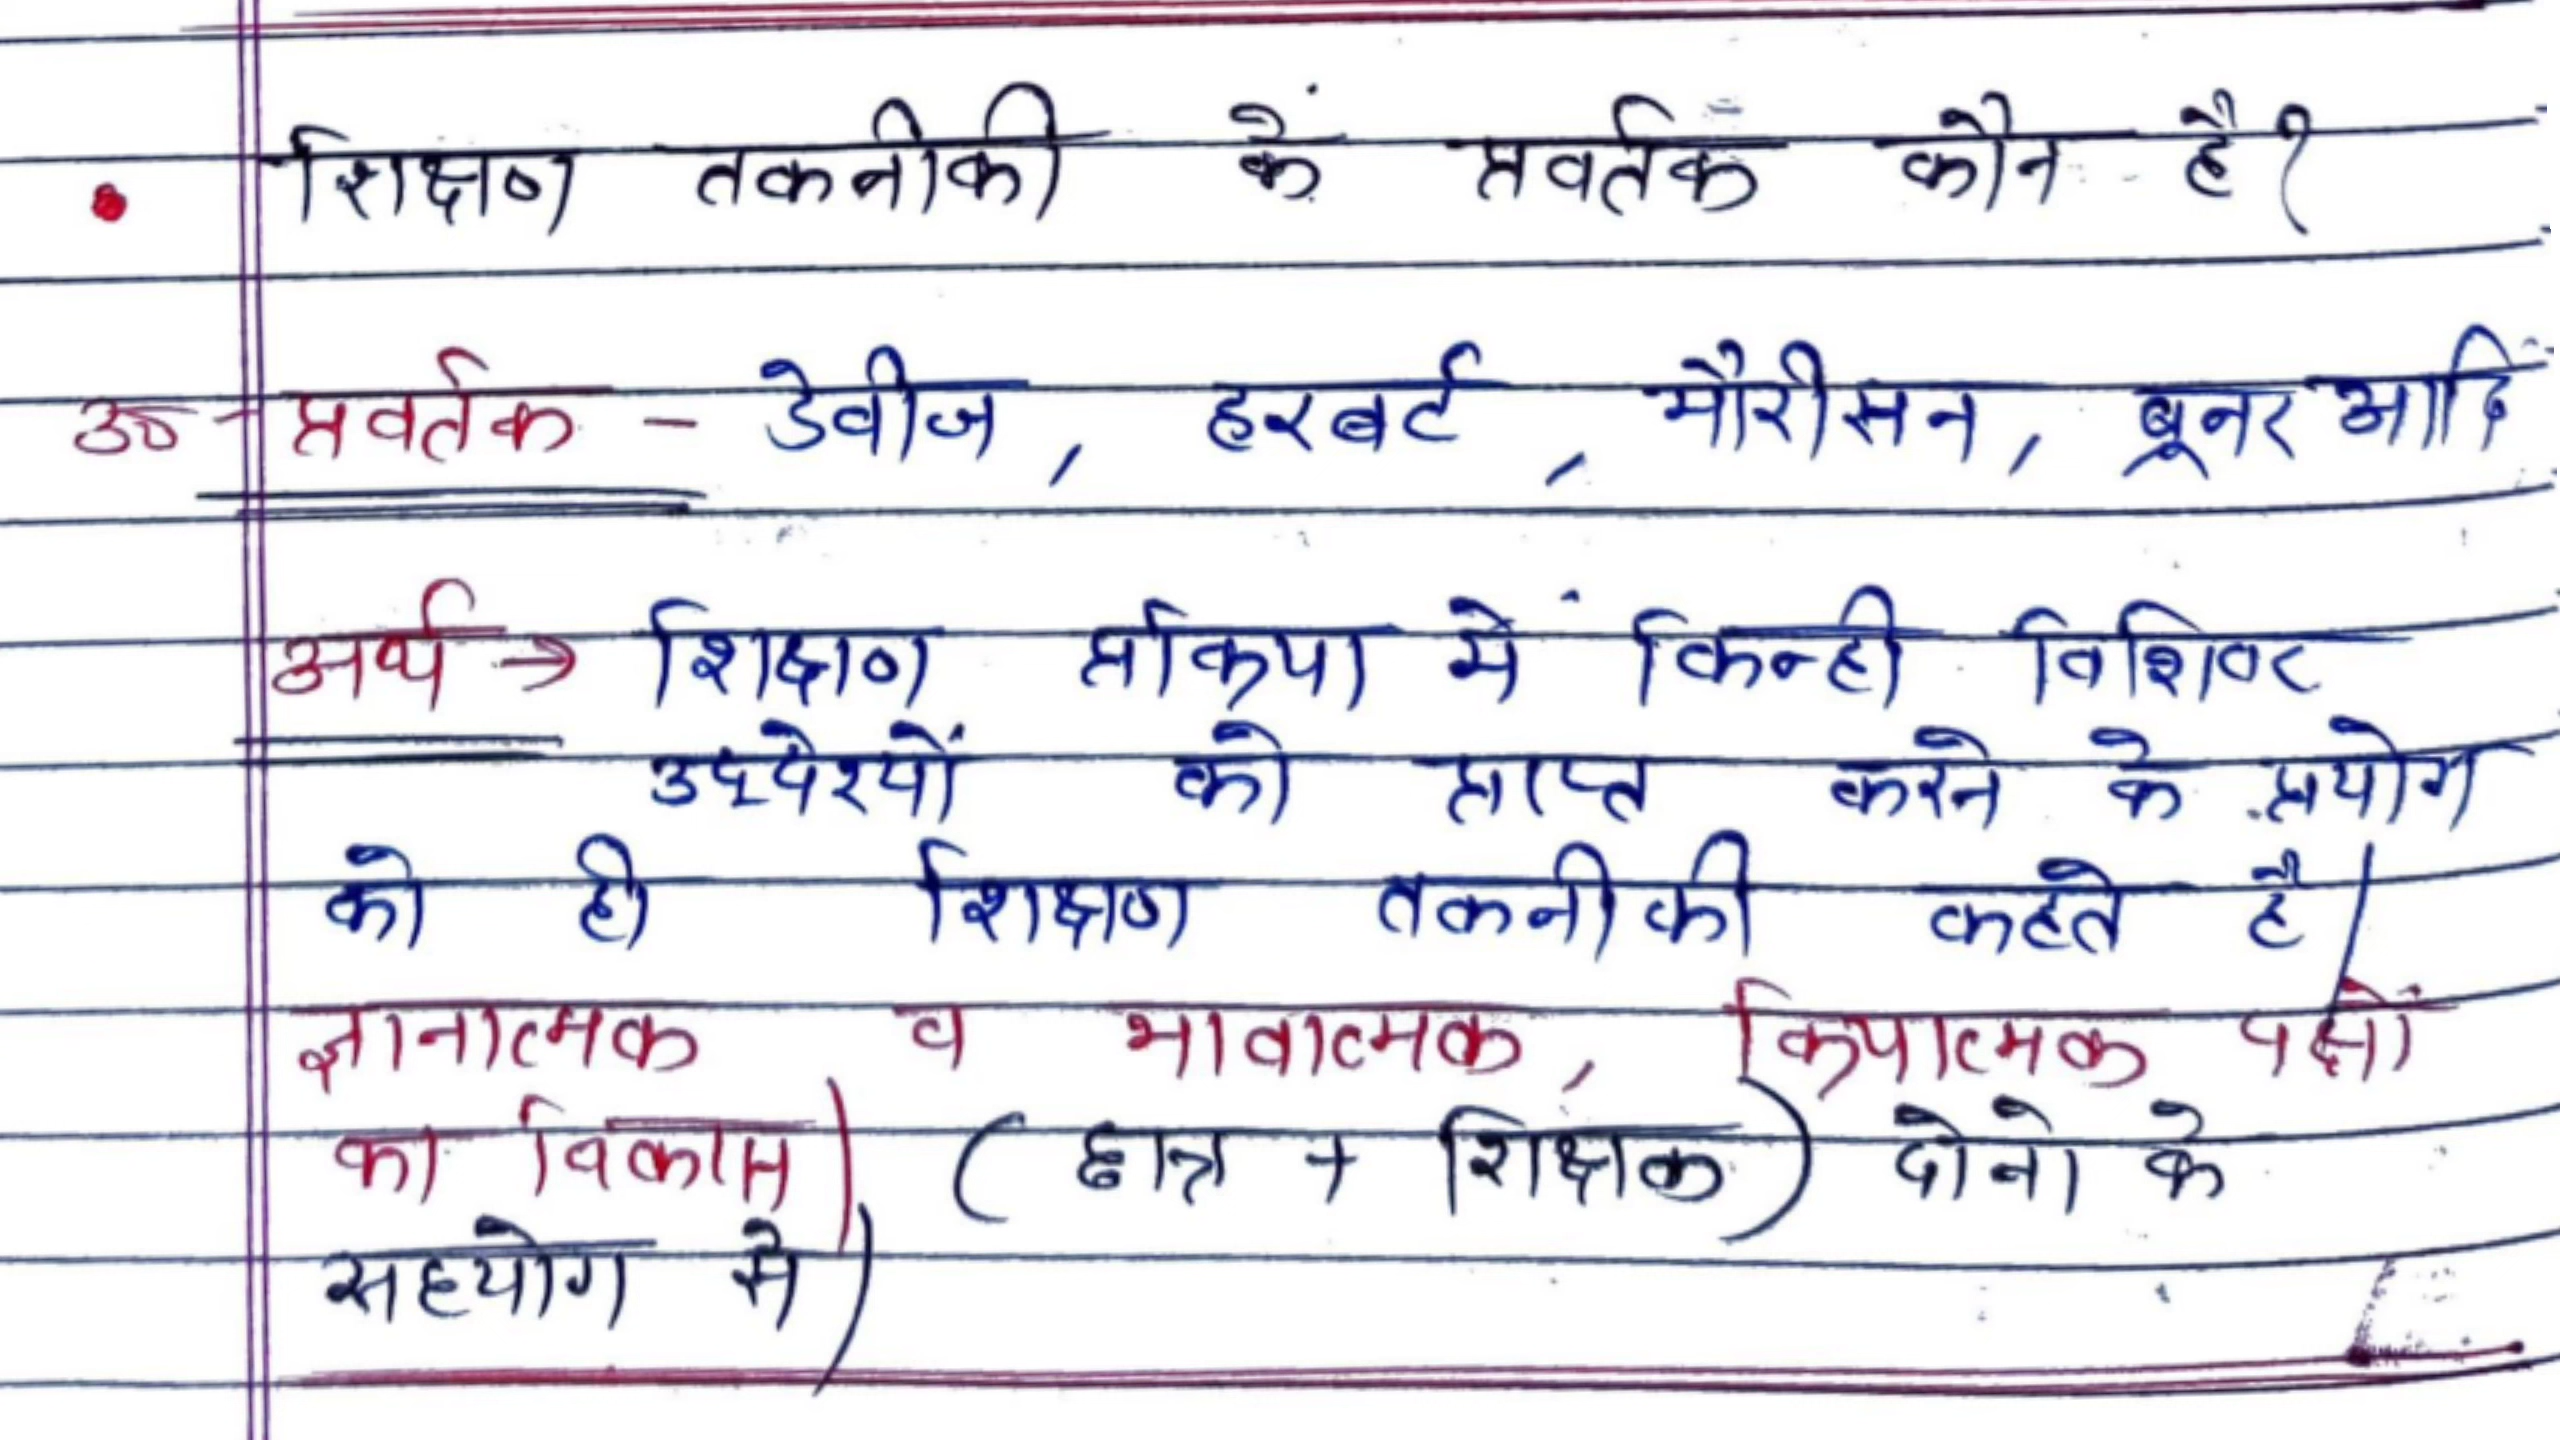 • शिक्षण तकनीकी के प्रवर्तक कौन है?
उ०- प्रवर्तक - डेवीज, हरबर्ट, मौरीसन, ब्रूनर आदि
अर्थ → शिक्षण प्रक्रिया में किन्ही विशिष्ट
उद्देश्यों को प्राप्त करने के प्रयोग
को ही शिक्षण तकनीकी कहते है।
ज्ञानात्मक व भावात्मक, क्रियात्मक पक्षों
का विकास। (छात्र + शिक्षक) दोनो के
सहयोग से।